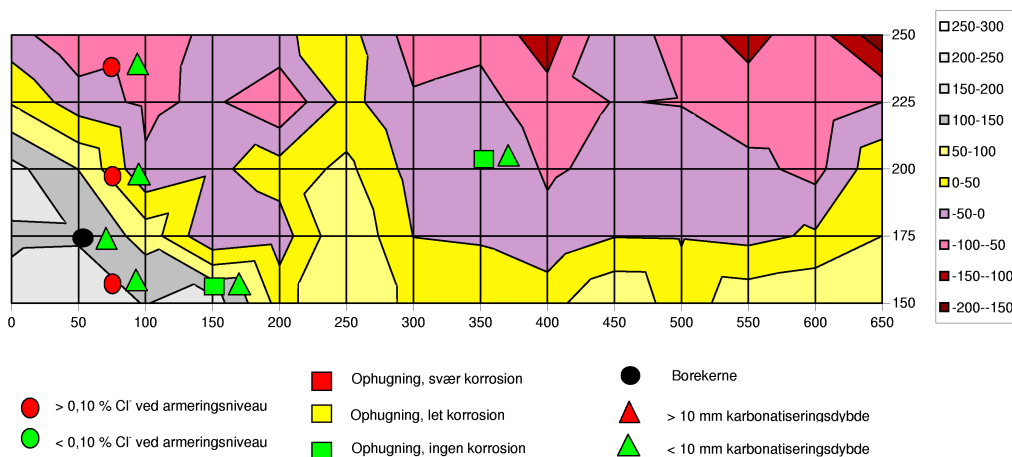 250
225
200
175
150
0 50 100 150 200 250 300 350 400 450 500 550 600 650
250-300
200-250
150-200
100-150
50-100
0-50
-50-0
-100--50
-150--100
-200--150
> 0,10 % Cl⁻ ved armeringsniveau
< 0,10 % Cl⁻ ved armeringsniveau
Ophugning, svær korrosion
Ophugning, let korrosion
Ophugning, ingen korrosion
Borekerne
> 10 mm karbonatiseringsdybde
< 10 mm karbonatiseringsdybde